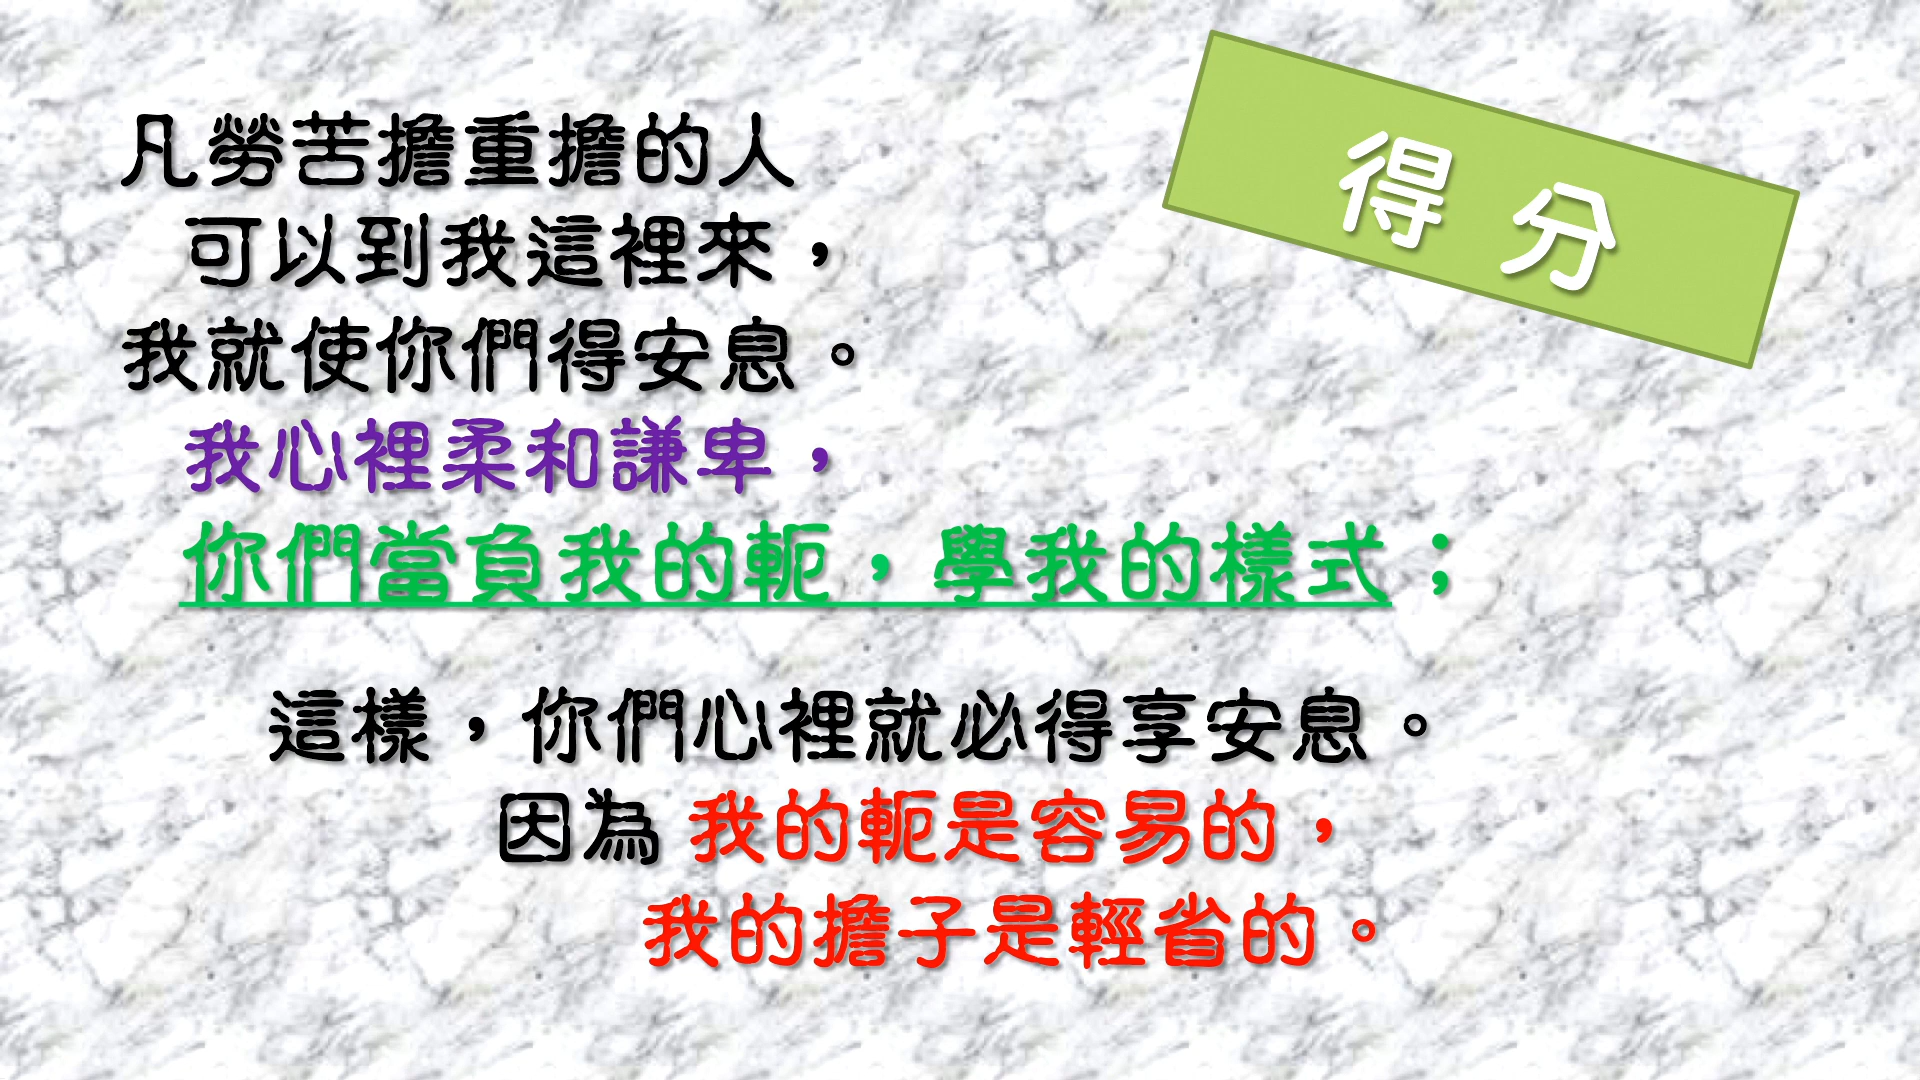 得分
凡勞苦擔重擔的人
可以到我這裡來，
我就使你們得安息。
我心裡柔和謙卑，
你們當負我的軛，學我的樣式；
這樣，你們心裡就必得享安息。
因為 我的軛是容易的，
我的擔子是輕省的。